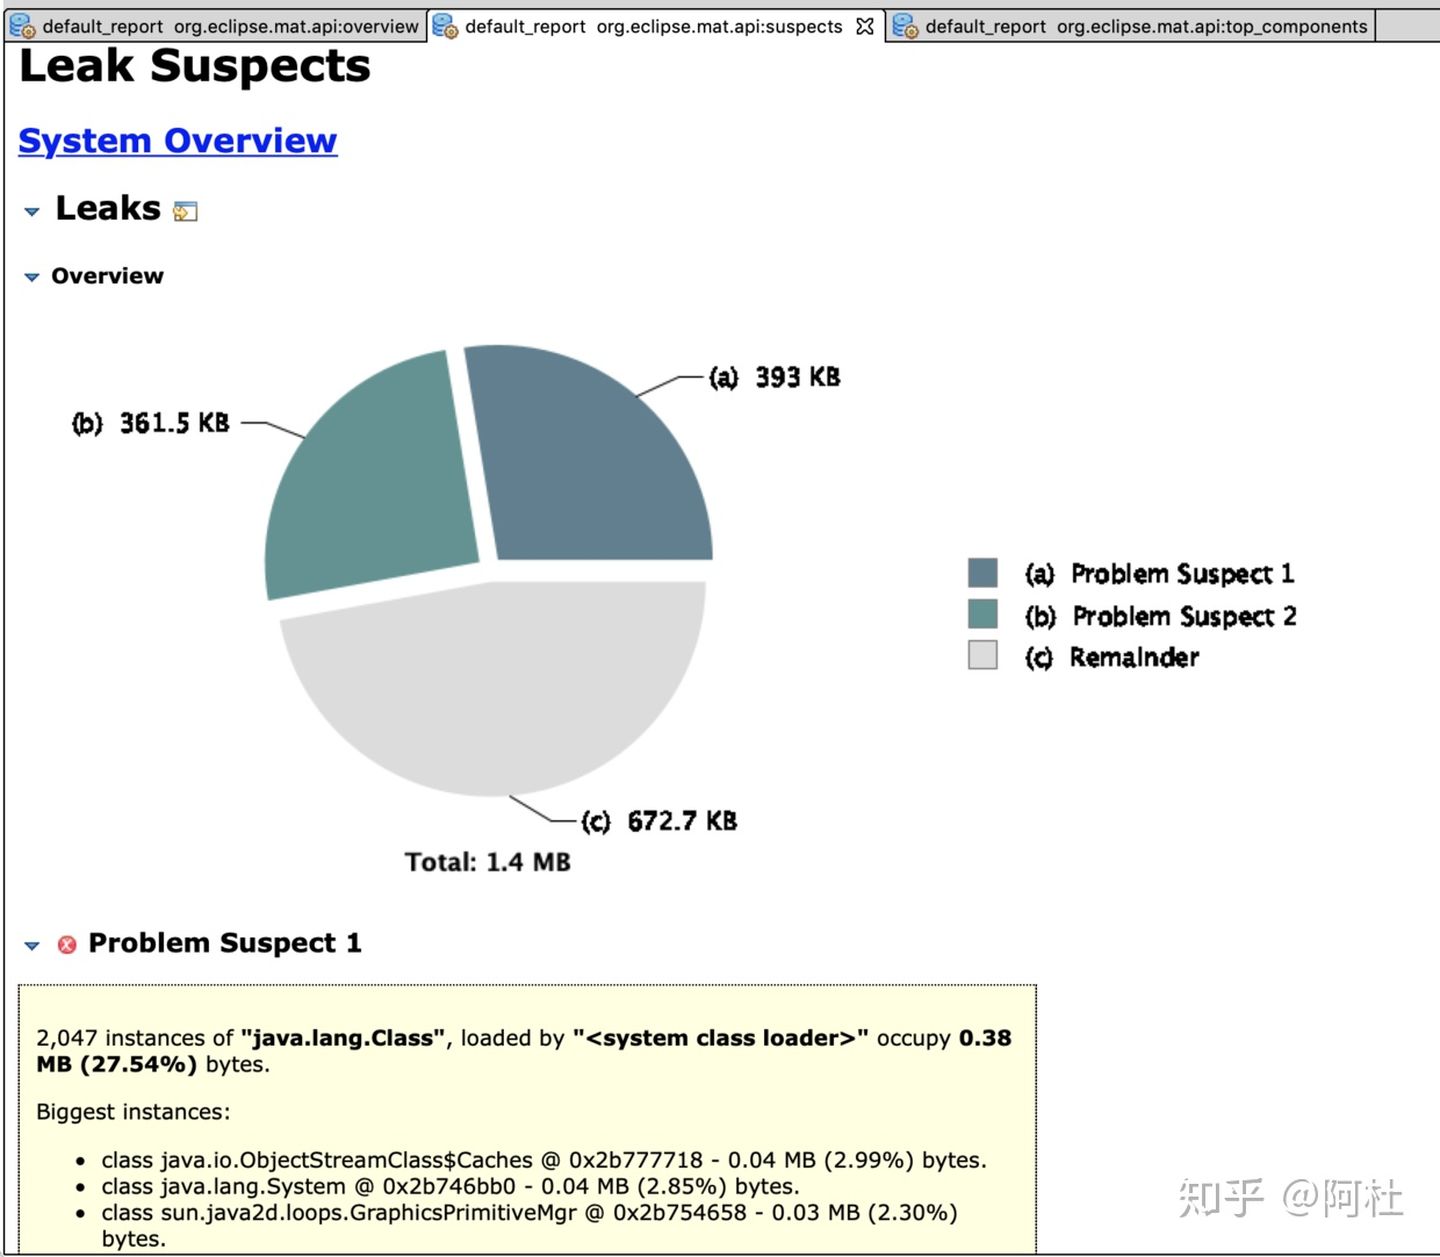 default_report org.eclipse.mat.api:overview
default_report org.eclipse.mat.api:suspects
default_report org.eclipse.mat.api:top_components
Leak Suspects
System Overview
Leaks
Overview
(a) 393 KB
(b) 361.5 KB
(a) Problem Suspect 1
(b) Problem Suspect 2
(c) Remainder
(c) 672.7 KB
Total: 1.4 MB
Problem Suspect 1
2,047 instances of "java.lang.Class", loaded by "<system class loader>" occupy 0.38
MB (27.54%) bytes.
Biggest instances:
• class java.io.ObjectStreamClass$Caches @ 0x2b777718 - 0.04 MB (2.99%) bytes.
• class java.lang.System @ 0x2b746bb0 - 0.04 MB (2.85%) bytes.
• class sun.java2d.loops.GraphicsPrimitiveMgr @ 0x2b754658 - 0.03 MB (2.30%)
bytes.
知乎 @阿杜